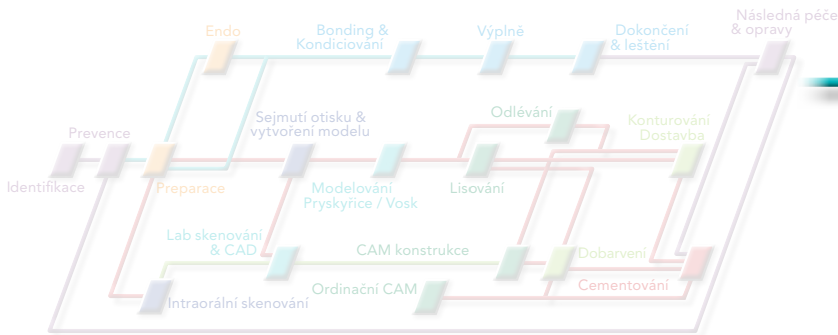 Následná péče
& opravy
Endo
Bonding &
Kondiciování
Výplně
Dokončení
& leštění
Sejmutí otisku &
vytvoření modelu
Odlévání
Konturování
Dostavba
Prevence
Identifikace
Preparace
Modelování
Pryskyřice / Vosk
Lisování
Lab skenování
& CAD
CAM konstrukce
Dobarvení
Intraorální skenování
Ordinační CAM
Cementování